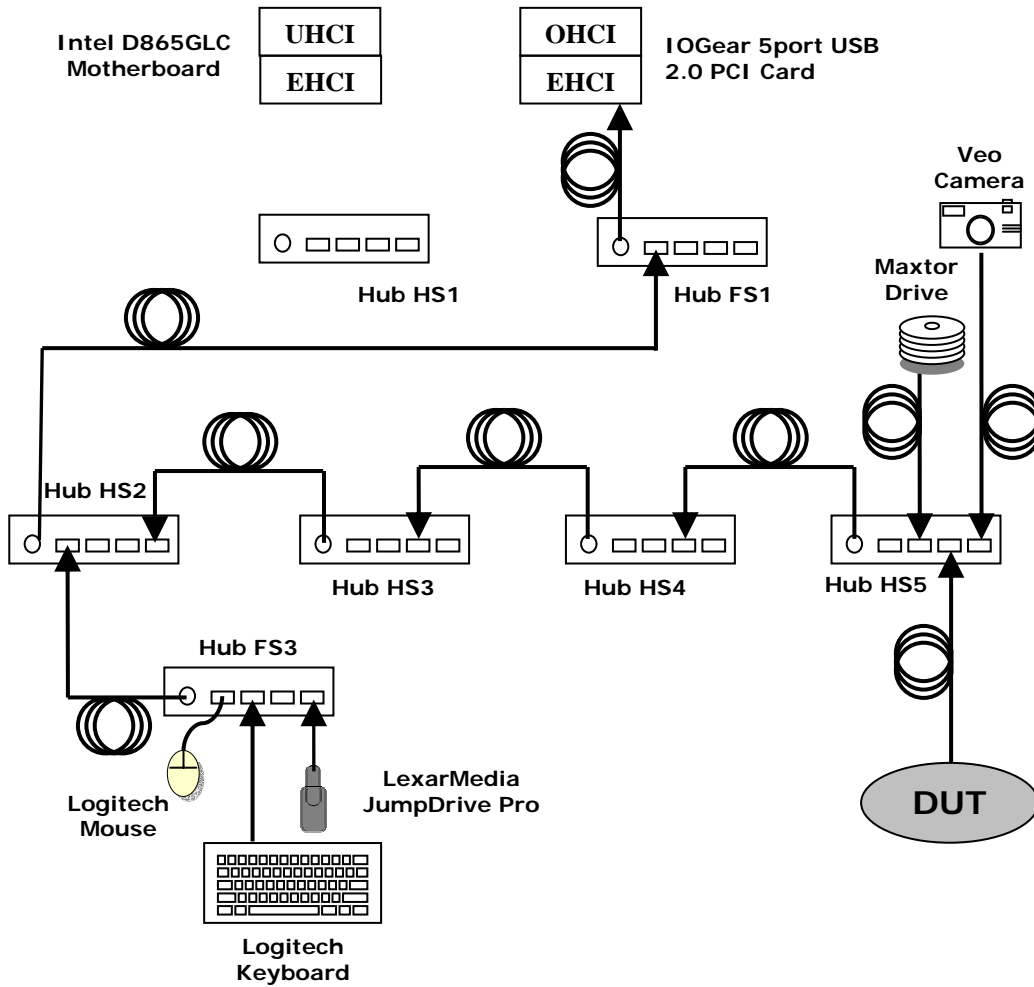 Intel D865GLC
Motherboard
UHCI
EHCI
OHCI
EHCI
IOGear 5port USB
2.0 PCI Card
Veo
Camera
Hub HS1
Hub FS1
Maxtor
Drive
Hub HS2
Hub HS3
Hub HS4
Hub HS5
Hub FS3
Logitech
Mouse
LexarMedia
JumpDrive Pro
DUT
Logitech
Keyboard